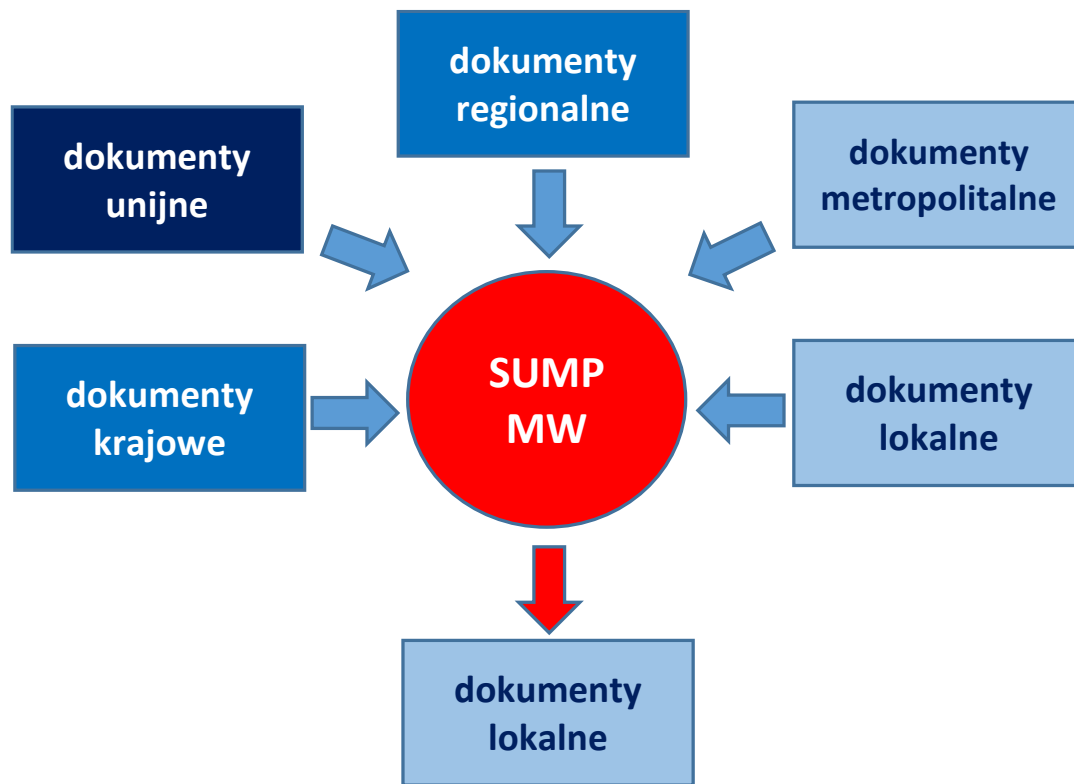 dokumenty
regionalne
dokumenty
unijne
dokumenty
metropolitalne
dokumenty
krajowe
SUMP
MW
dokumenty
lokalne
dokumenty
lokalne